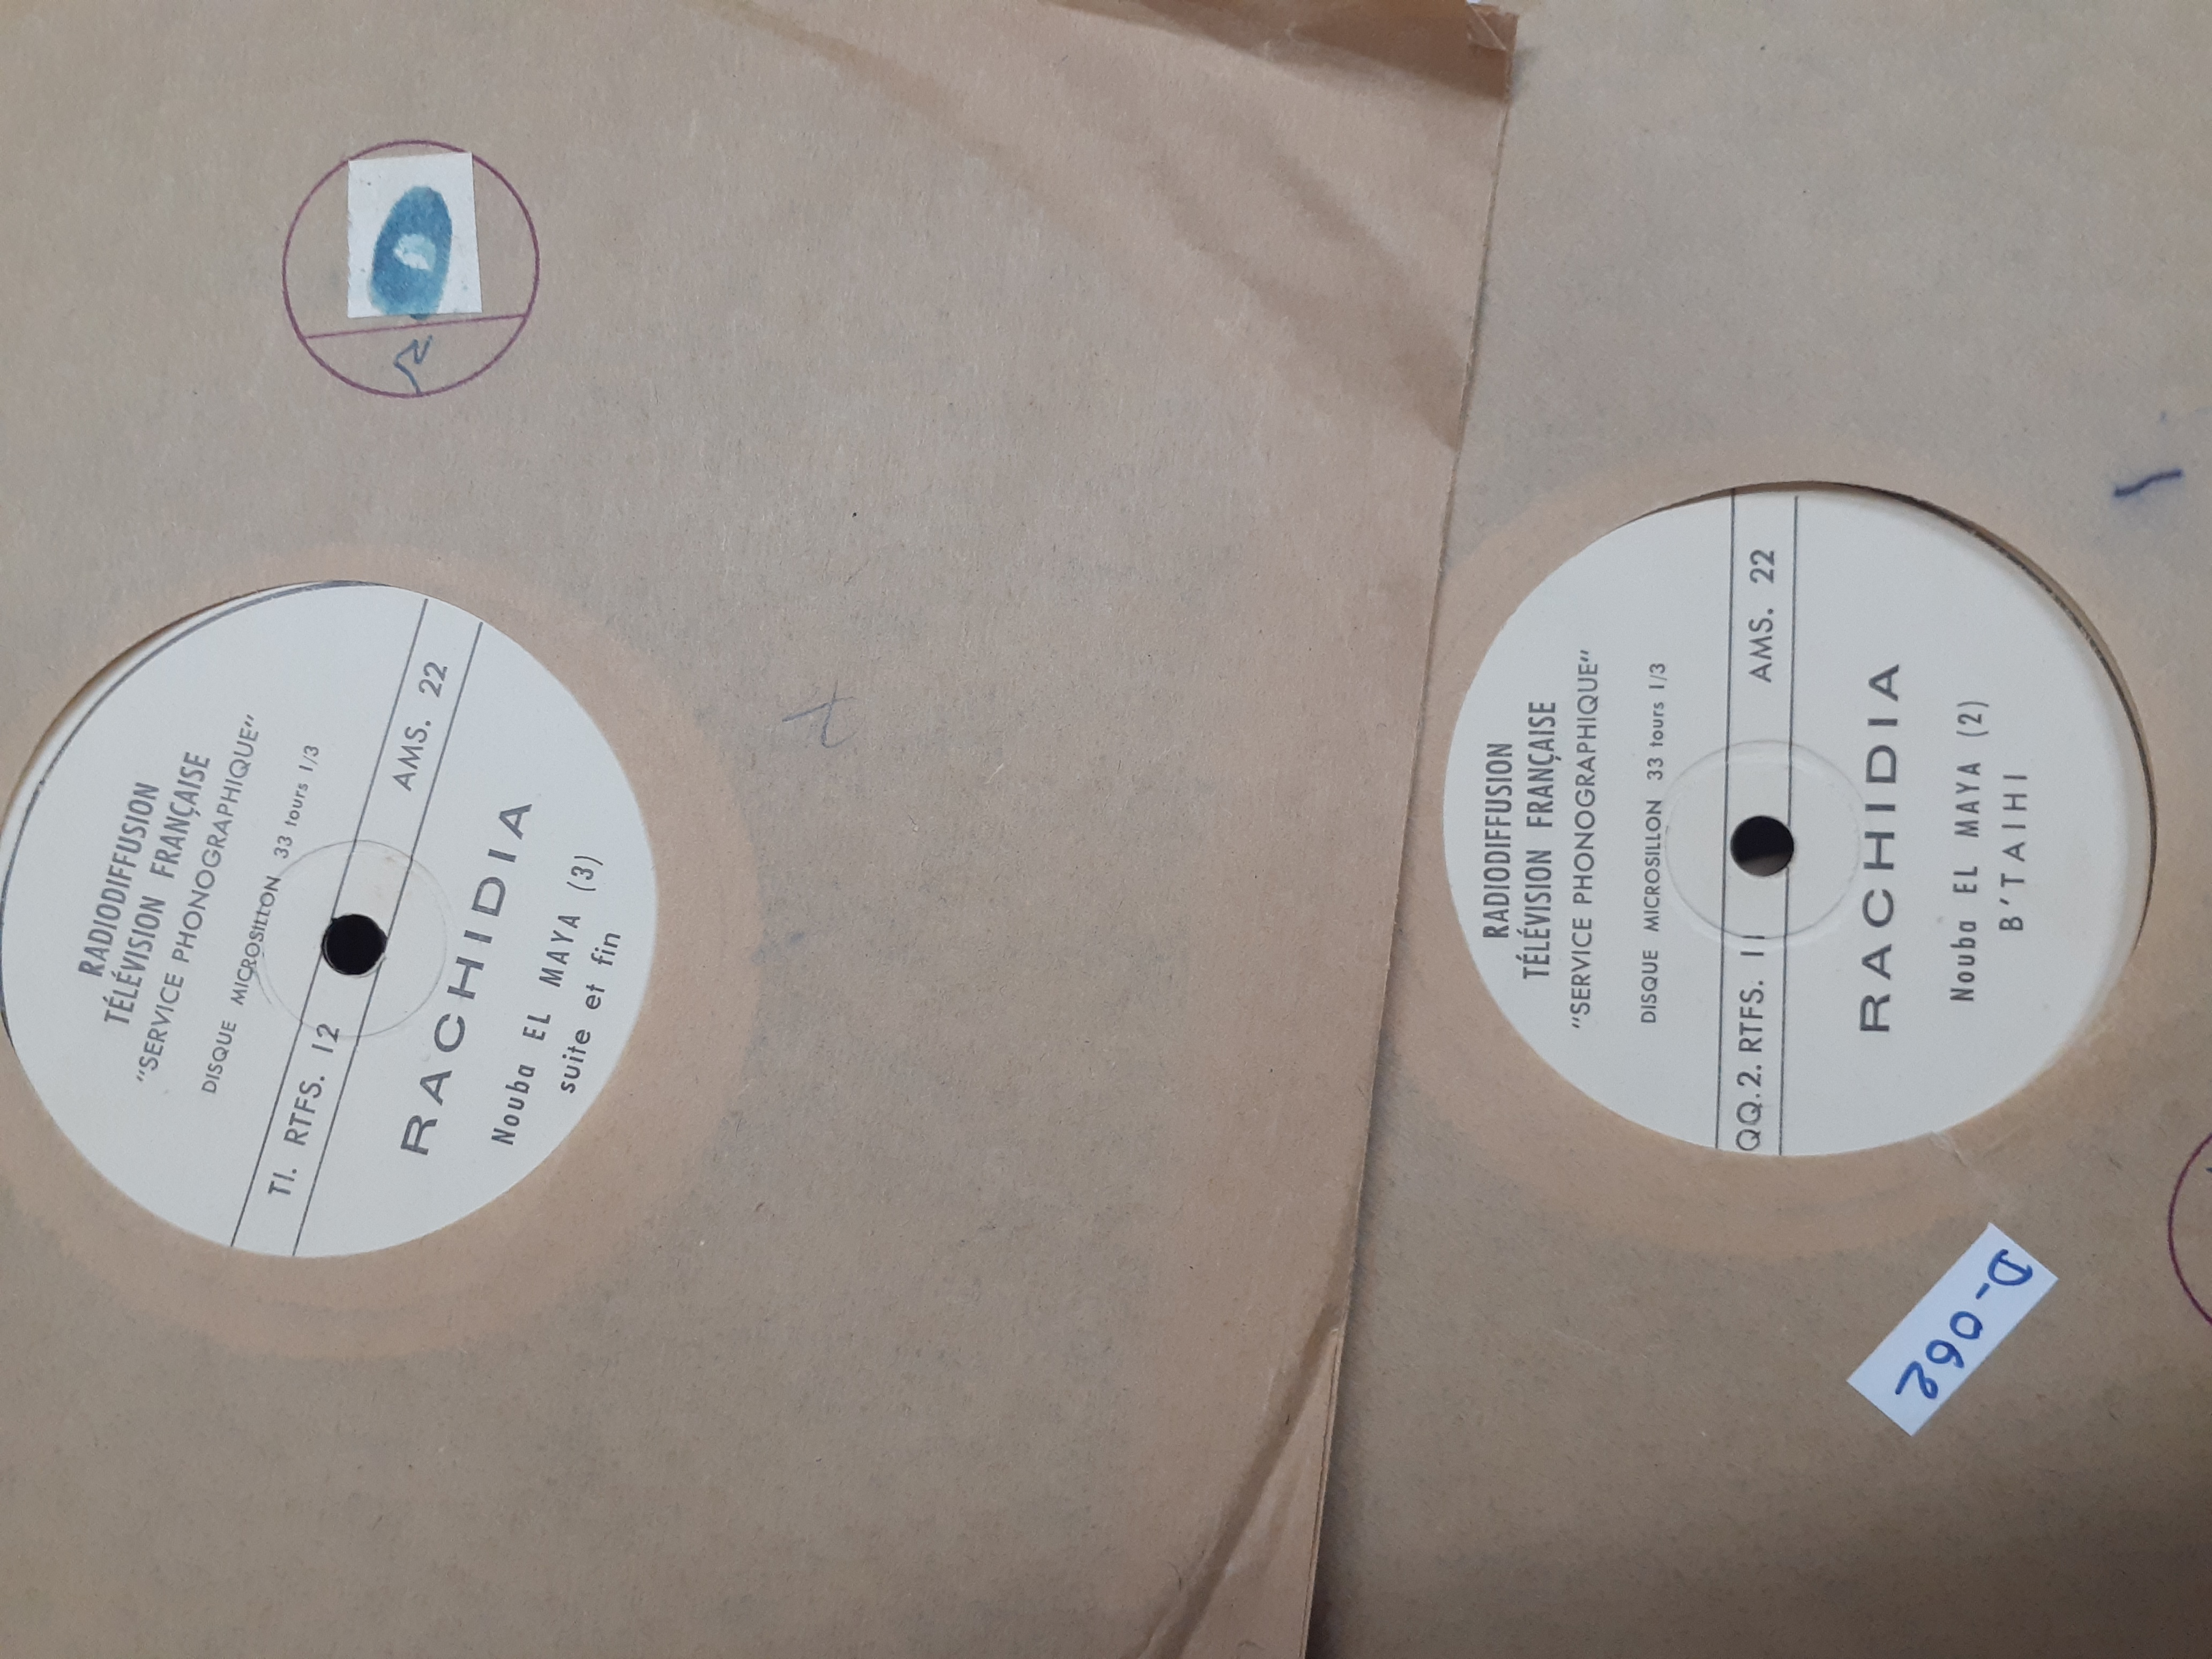 RADIODIFFUSION
TÉLÉVISION FRANÇAISE
"SERVICE PHONOGRAPHIQUE"
DISQUE MICROSILLON 33 tours 1/3
TI. RTFS. 12 AMS. 22
RACHIDIA
Nouba EL MAYA (3)
suite et fin
RADIODIFFUSION
TÉLÉVISION FRANÇAISE
"SERVICE PHONOGRAPHIQUE"
DISQUE MICROSILLON 33 tours 1/3
QQ.2. RTFS. 11 AMS. 22
RACHIDIA
Nouba EL MAYA (2)
B'TAIHI
D-062